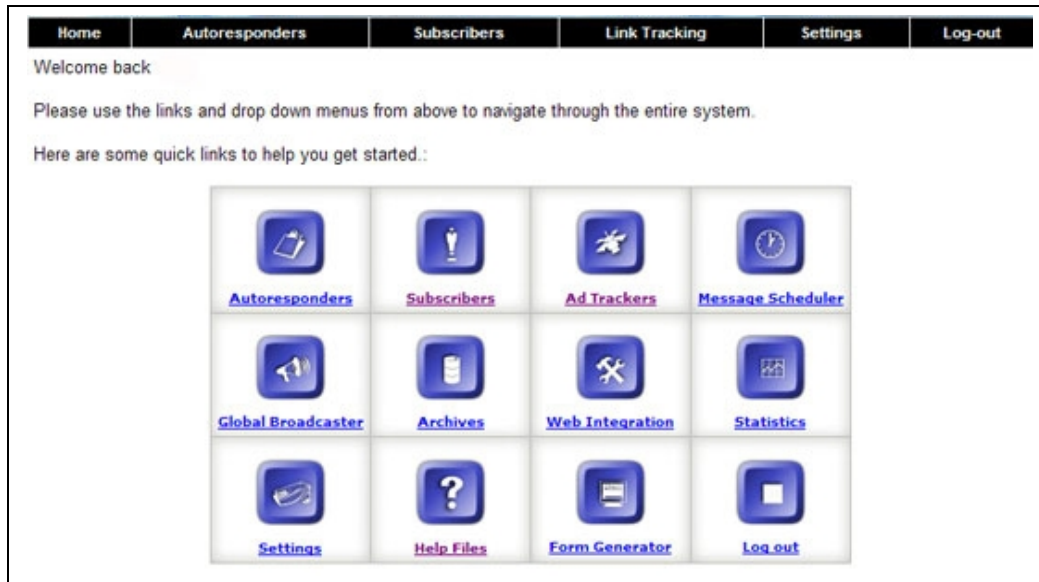 Home Autoresponders Subscribers Link Tracking Settings Log-out
Welcome back
Please use the links and drop down menus from above to navigate through the entire system.
Here are some quick links to help you get started.:
Autoresponders Subscribers Ad Trackers Message Scheduler
Global Broadcaster Archives Web Integration Statistics
Settings Help Files Form Generator Log out